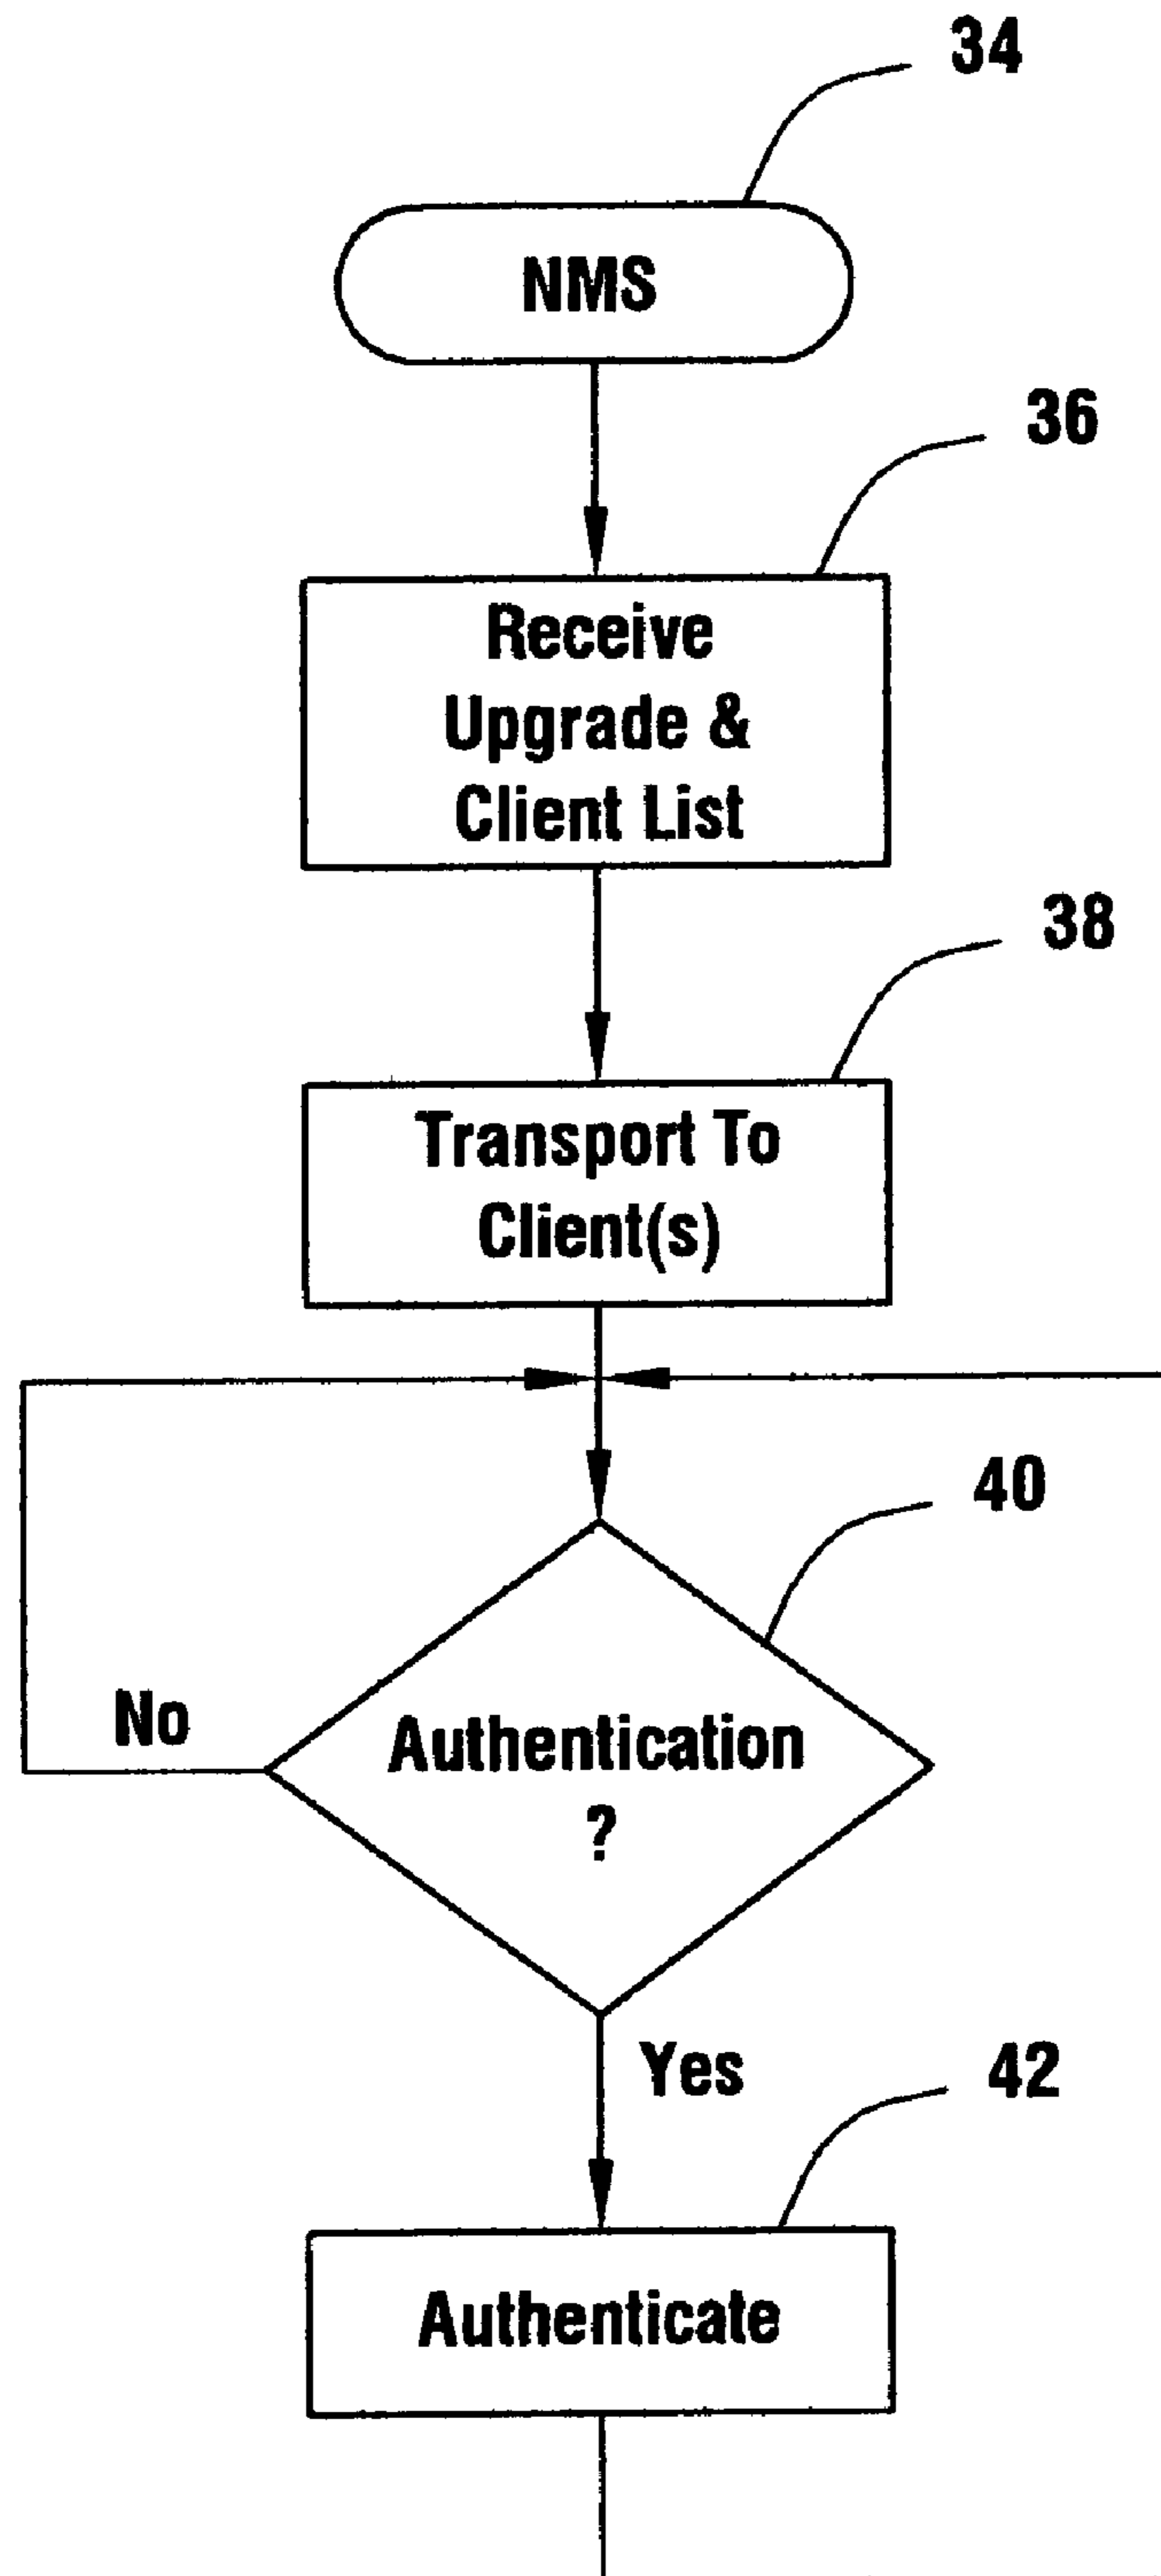 34
NMS
36
Receive
Upgrade &
Client List
38
Transport To
Client(s)
40
No
Authentication
?
Yes
42
Authenticate